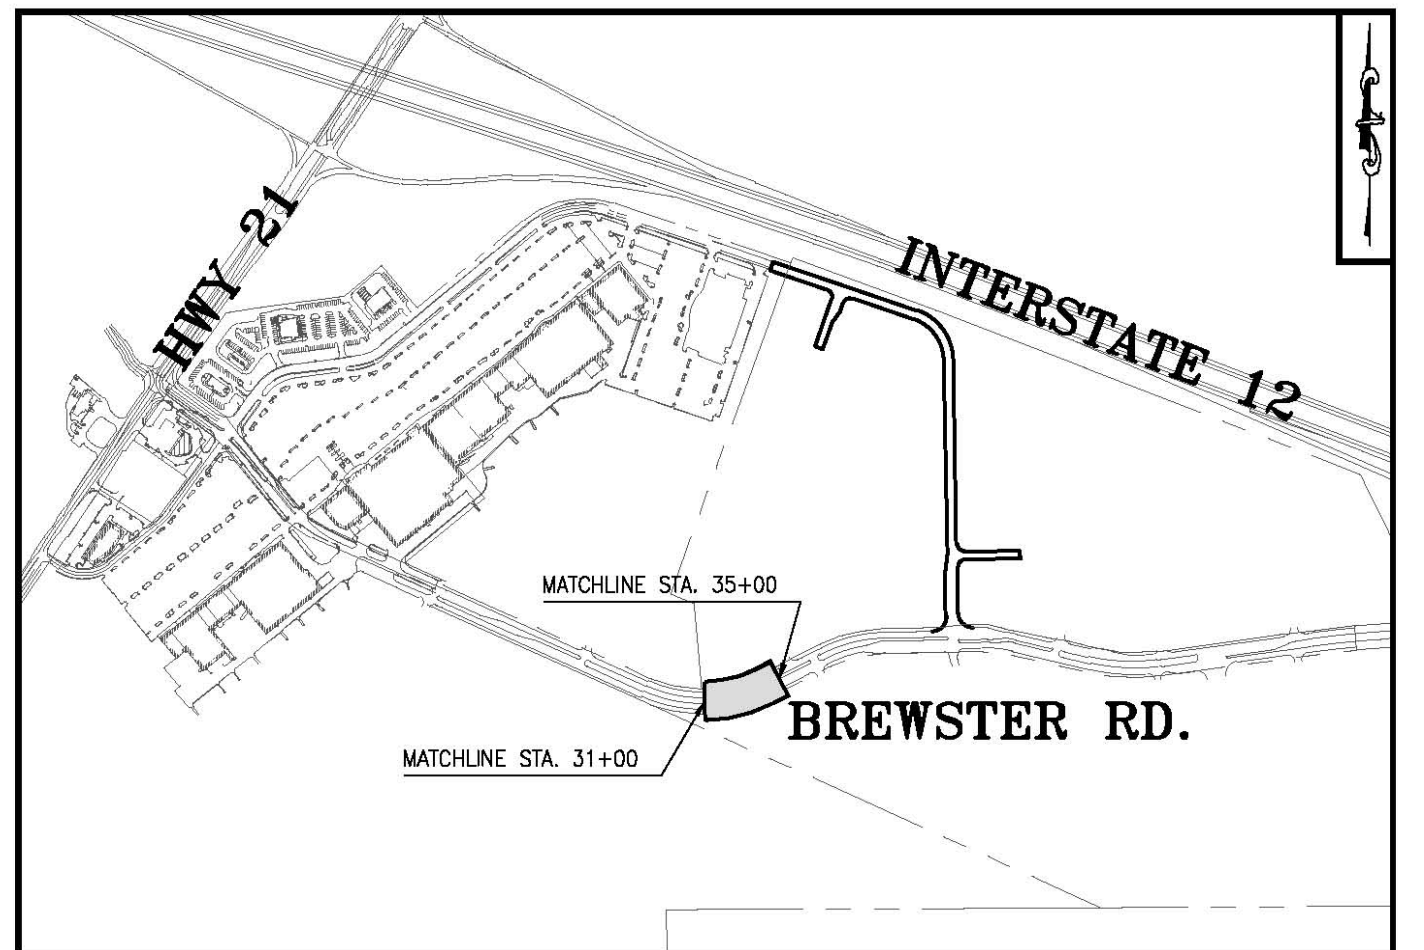 HWY 21
INTERSTATE 12
MATCHLINE STA. 35+00
BREWSTER RD.
MATCHLINE STA. 31+00